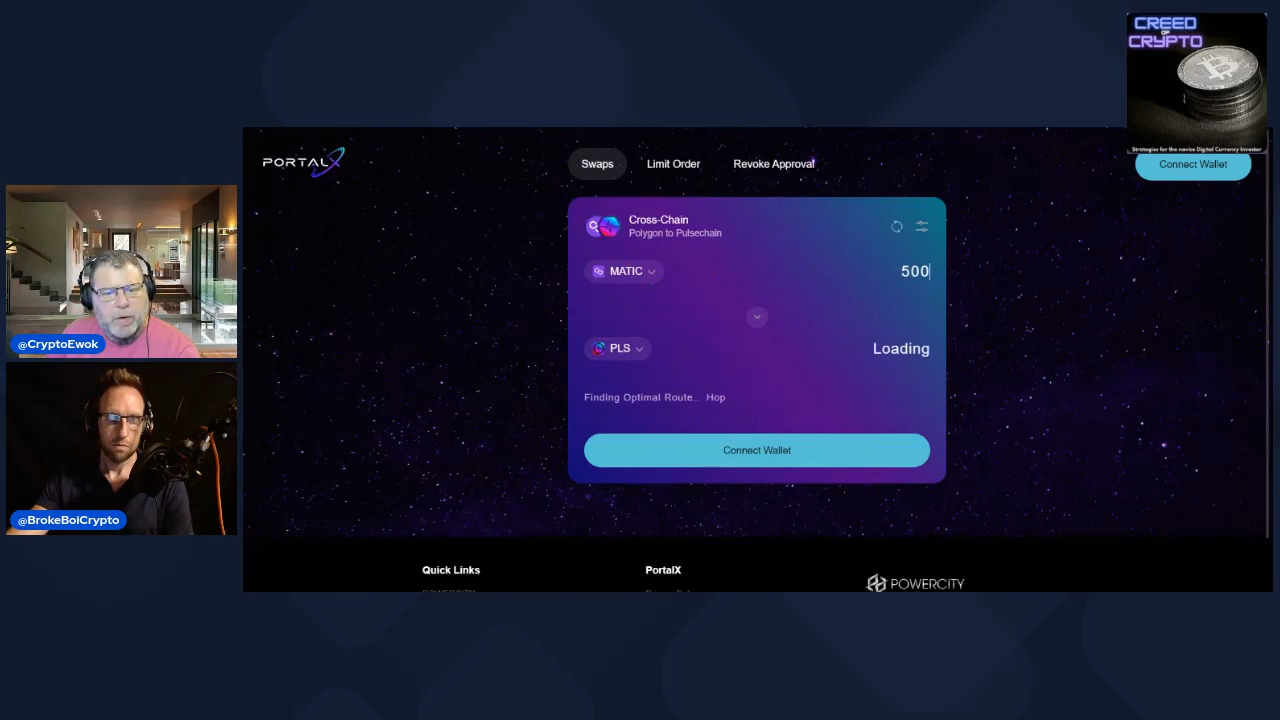 CREED
OF
CRYPTO
Strategies for the novice Digital Currency Investor
PORTALX
Swaps
Limit Order
Revoke Approval
Connect Wallet
Cross-Chain
Polygon to Pulsechain
MATIC
500
PLS
Loading
Finding Optimal Route.. Hop
Connect Wallet
@CryptoEwok
@BrokeBoiCrypto
Quick Links
PortalX
POWERCITY